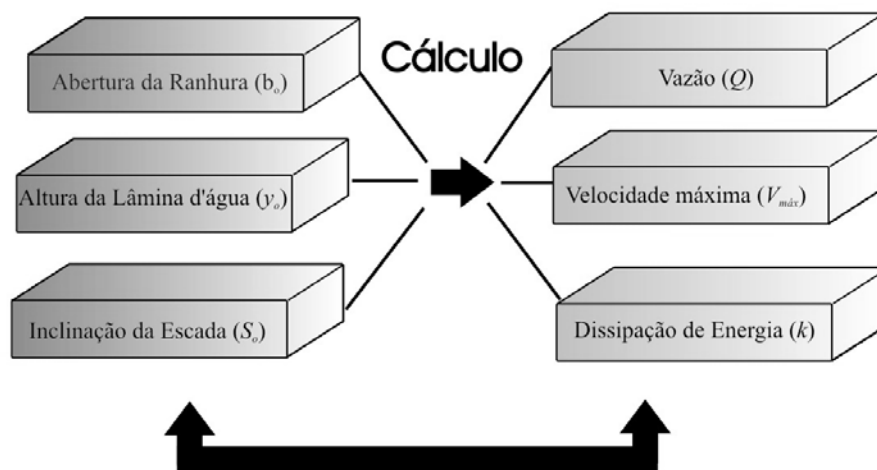 Cálculo
Abertura da Ranhura (bₒ)
Altura da Lâmina d'água (yₒ)
Inclinação da Escada (Sₒ)
Vazão (Q)
Velocidade máxima (Vmáx)
Dissipação de Energia (k)